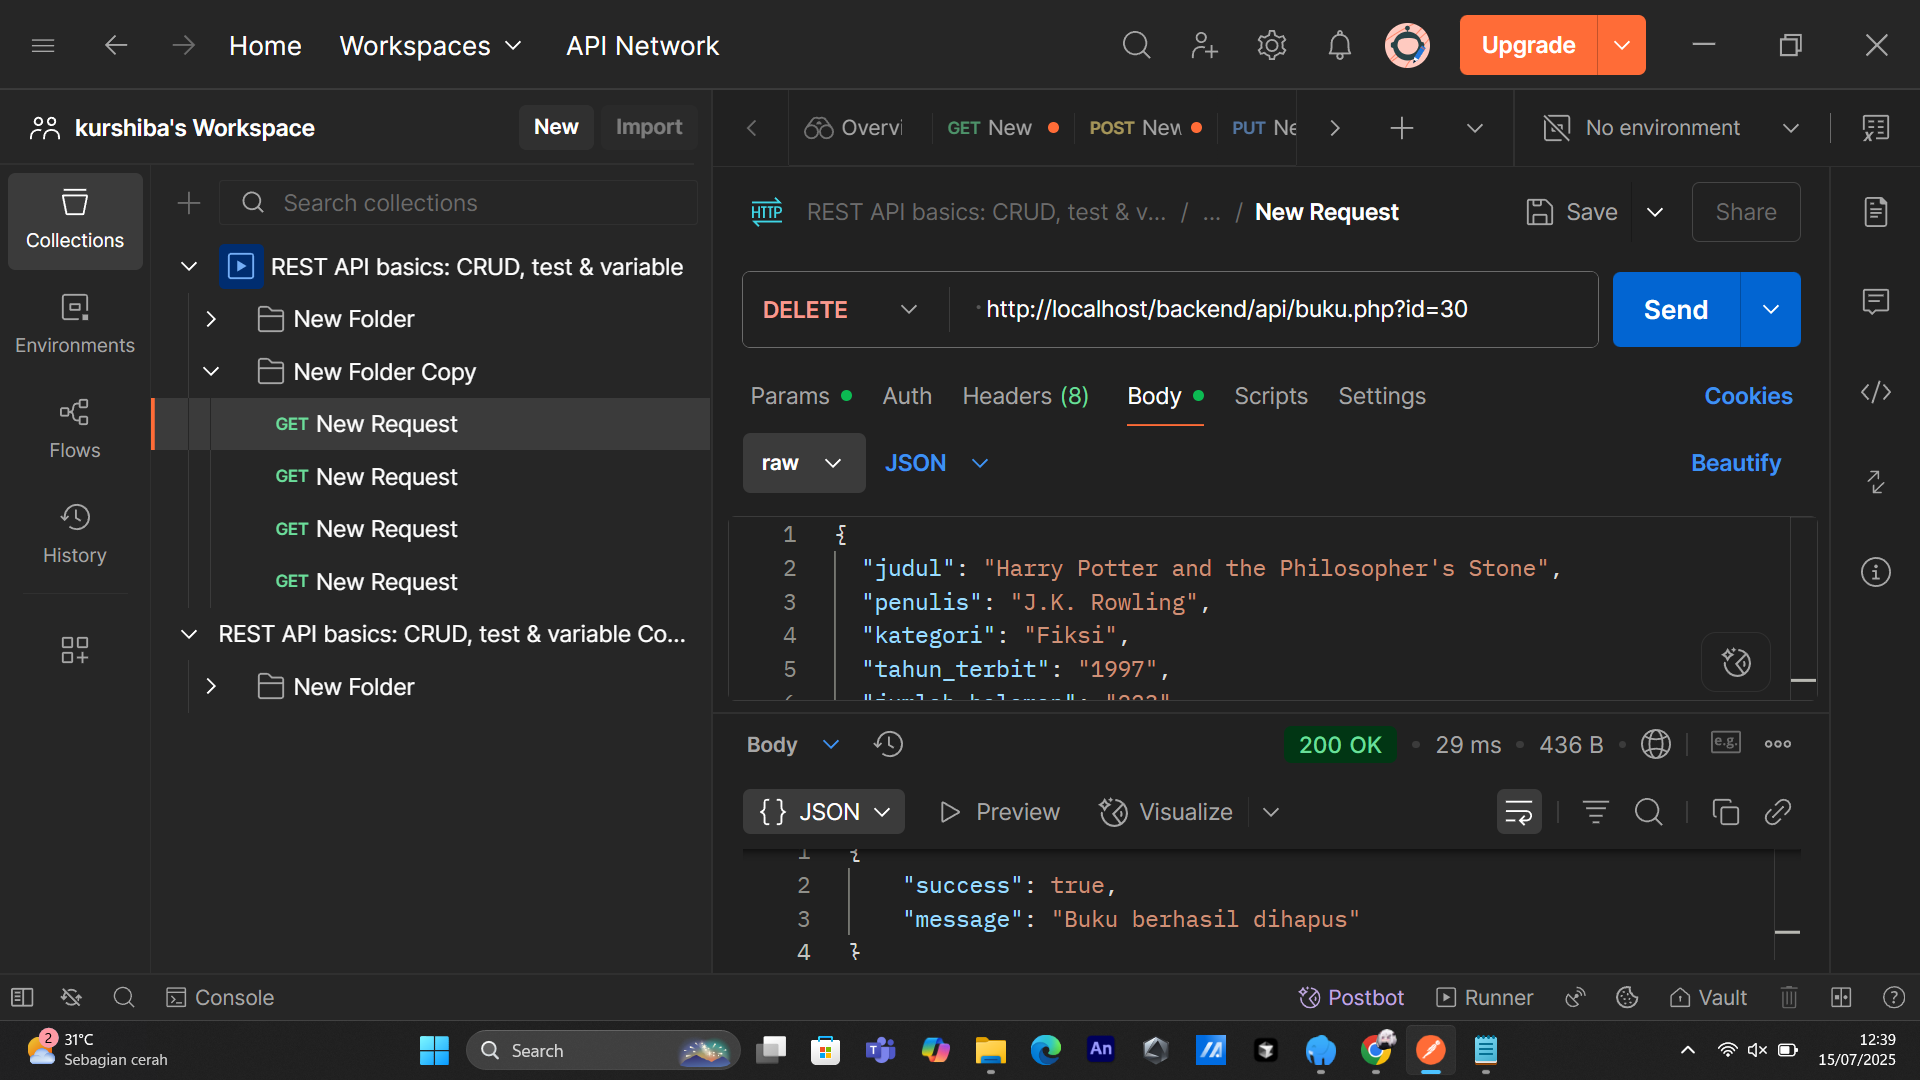 Home Workspaces API Network Upgrade
kurshiba's Workspace New Import
Overvi GET New POST New PUT Ne No environment
Search collections
HTTP REST API basics: CRUD, test & v... / ... / New Request Save Share
Collections
Environments
Flows
History
REST API basics: CRUD, test & variable
New Folder
New Folder Copy
GET New Request
GET New Request
GET New Request
GET New Request
REST API basics: CRUD, test & variable Co...
New Folder
DELETE http://localhost/backend/api/buku.php?id=30 Send
Params Auth Headers (8) Body Scripts Settings Cookies
raw JSON Beautify
1 {
2 "judul": "Harry Potter and the Philosopher's Stone",
3 "penulis": "J.K. Rowling",
4 "kategori": "Fiksi",
5 "tahun_terbit": "1997",
Body 200 OK • 29 ms • 436 B e.g.
{} JSON Preview Visualize
1 {
2 "success": true,
3 "message": "Buku berhasil dihapus"
4 }
Console Postbot Runner Vault
2 31°C
Sebagian cerah
Search
An
12:39
15/07/2025